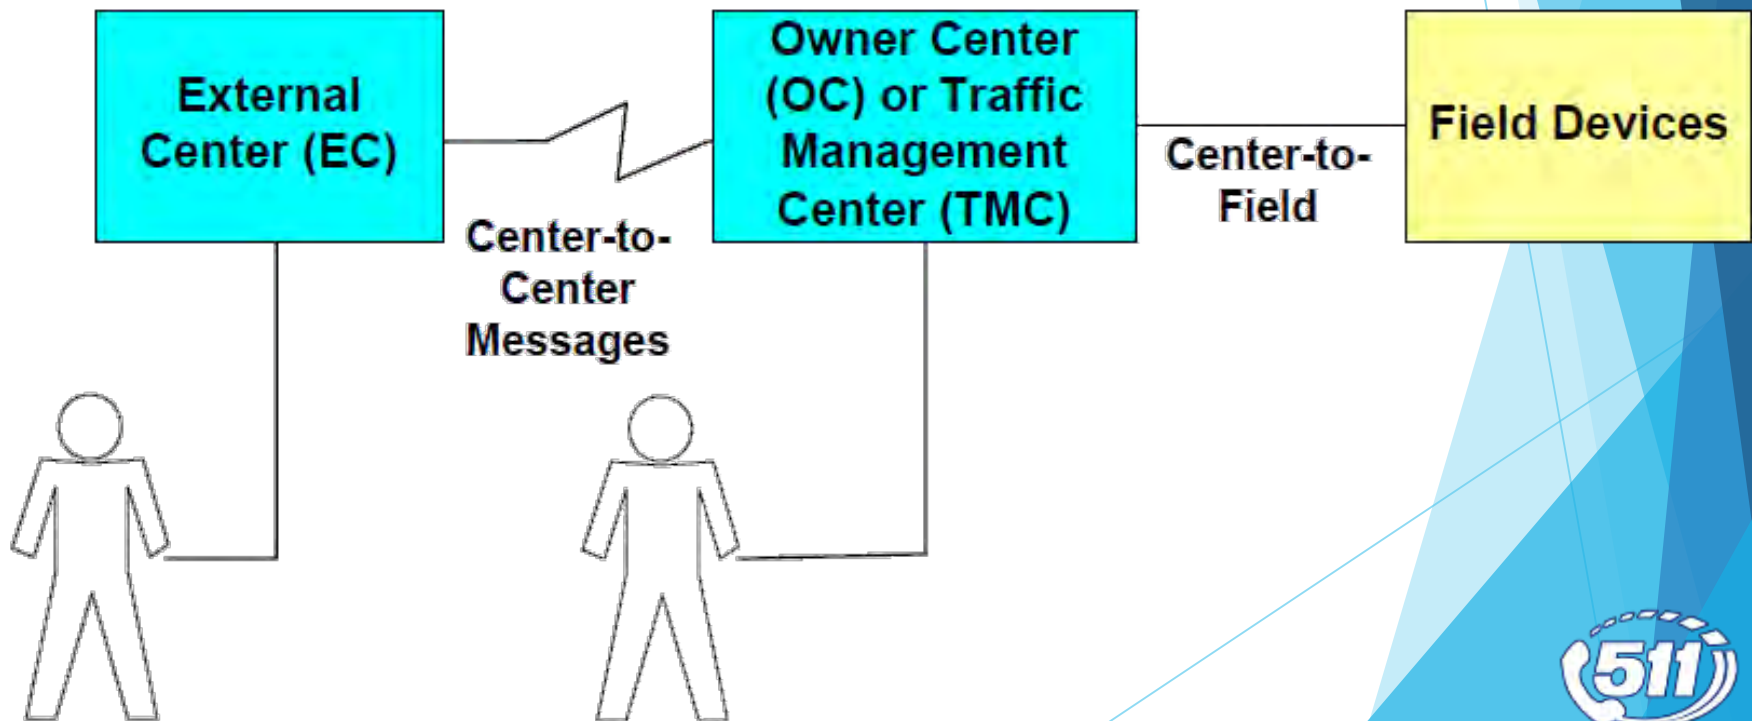 External
Center (EC)
Owner Center
(OC) or Traffic
Management
Center (TMC)
Field Devices
Center-to-
Field
Center-to-
Center
Messages
511